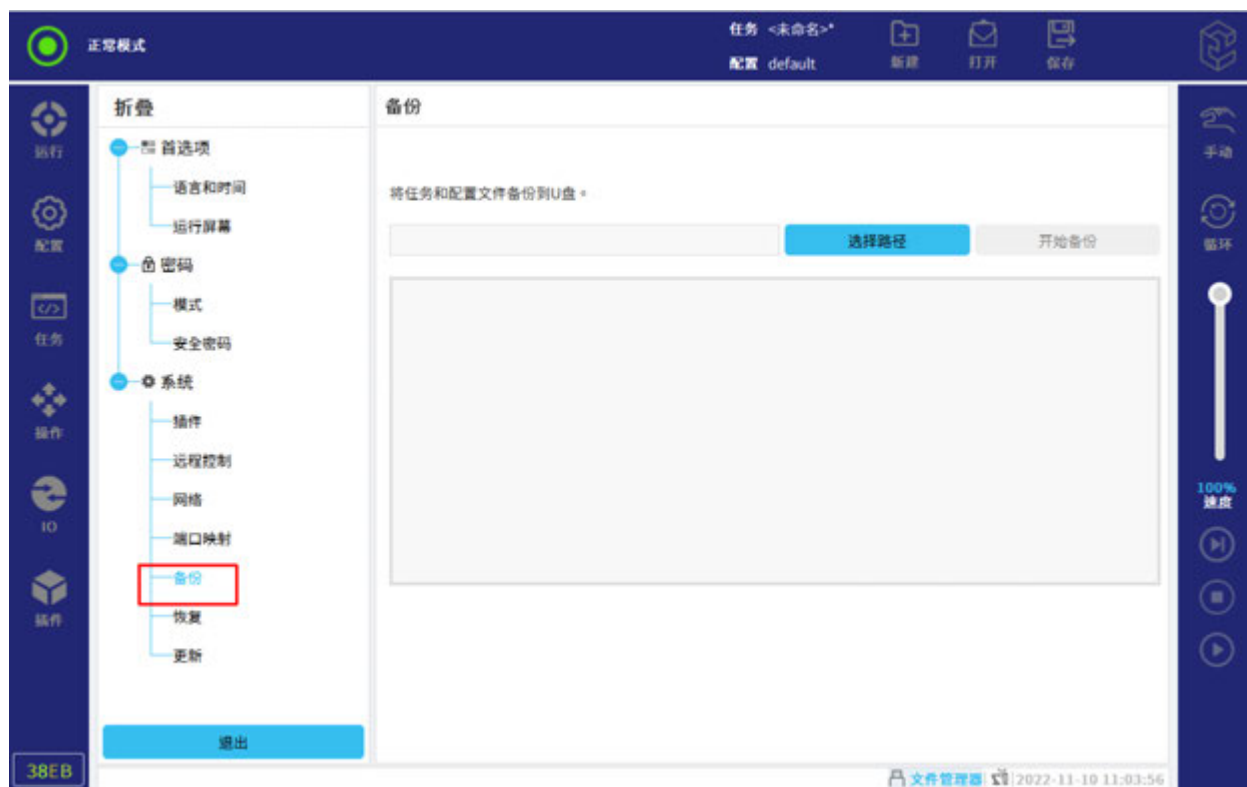 正常模式
任务 <未命名>*
配置 default
新建
打开
保存
运行
配置
任务
操作
IO
插件
38EB
折叠
首选项
语言和时间
运行屏幕
密码
模式
安全密码
系统
插件
远程控制
网络
端口映射
备份
恢复
更新
退出
备份
将任务和配置文件备份到U盘。
选择路径
开始备份
手动
循环
100%
速度
文件管理器
2022-11-10 11:03:56